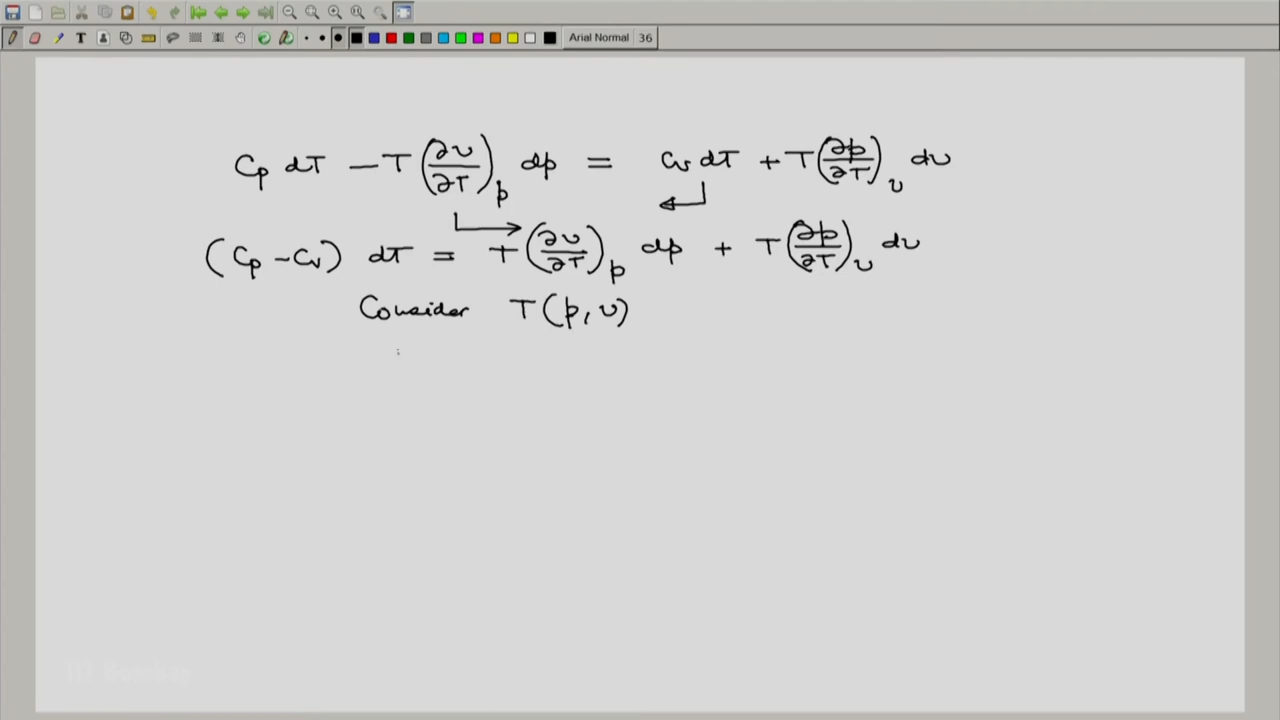 Arial Normal 36
Cp dT − T(∂v/∂T)p dp = Cv dT + T(∂p/∂T)v dv
(Cp − Cv) dT = T(∂v/∂T)p dp + T(∂p/∂T)v dv
Consider T(p, v)